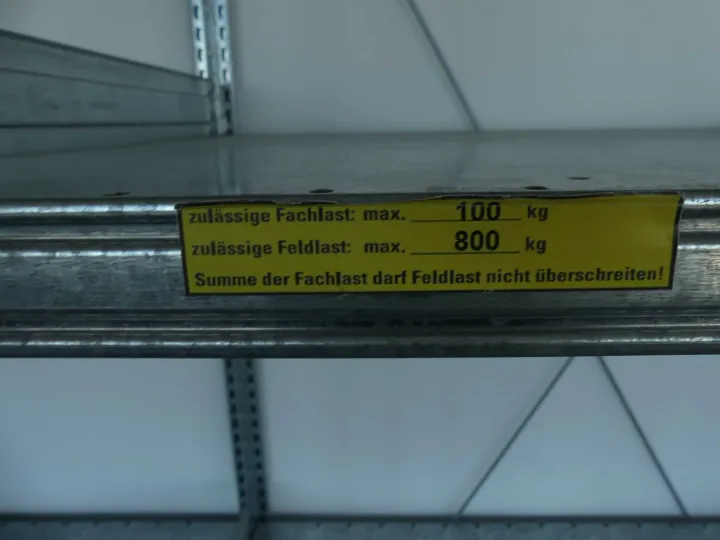 zulässige Fachlast: max. 100 kg
zulässige Feldlast: max. 800 kg
Summe der Fachlast darf Feldlast nicht überschreiten!